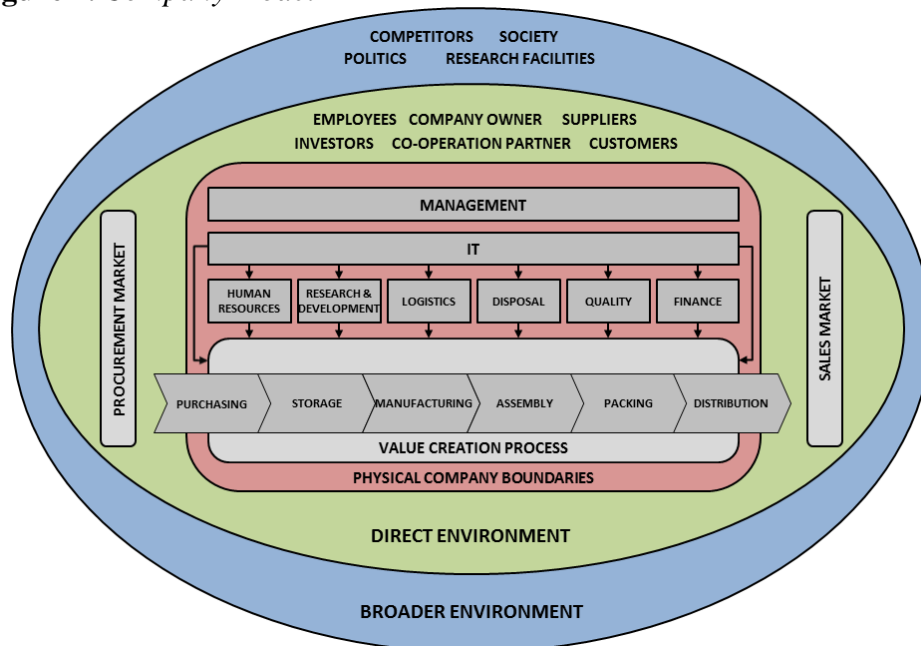 COMPETITORS SOCIETY
POLITICS RESEARCH FACILITIES
EMPLOYEES COMPANY OWNER SUPPLIERS
INVESTORS CO-OPERATION PARTNER CUSTOMERS
PROCUREMENT MARKET
MANAGEMENT
IT
HUMAN
RESOURCES
RESEARCH &
DEVELOPMENT
LOGISTICS
DISPOSAL
QUALITY
FINANCE
SALES MARKET
PURCHASING
STORAGE
MANUFACTURING
ASSEMBLY
PACKING
DISTRIBUTION
VALUE CREATION PROCESS
PHYSICAL COMPANY BOUNDARIES
DIRECT ENVIRONMENT
BROADER ENVIRONMENT